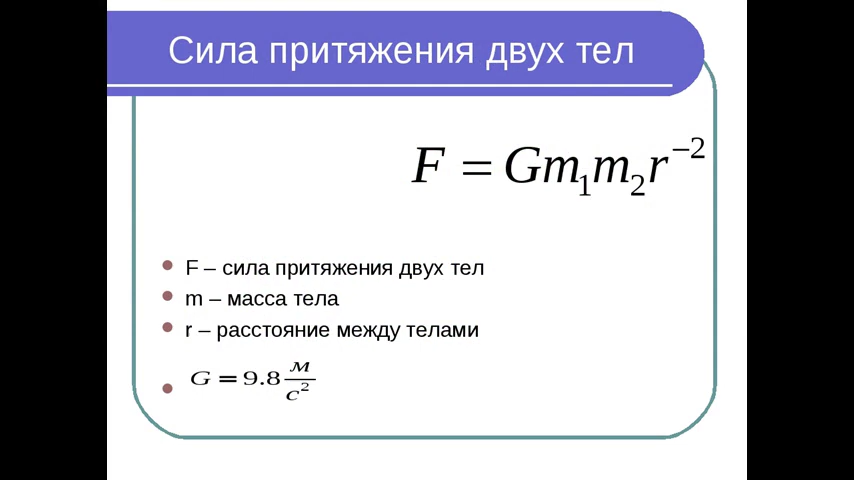 Сила притяжения двух тел
F = Gm₁m₂r⁻²
F – сила притяжения двух тел
m – масса тела
r – расстояние между телами
G = 9.8 м/с²